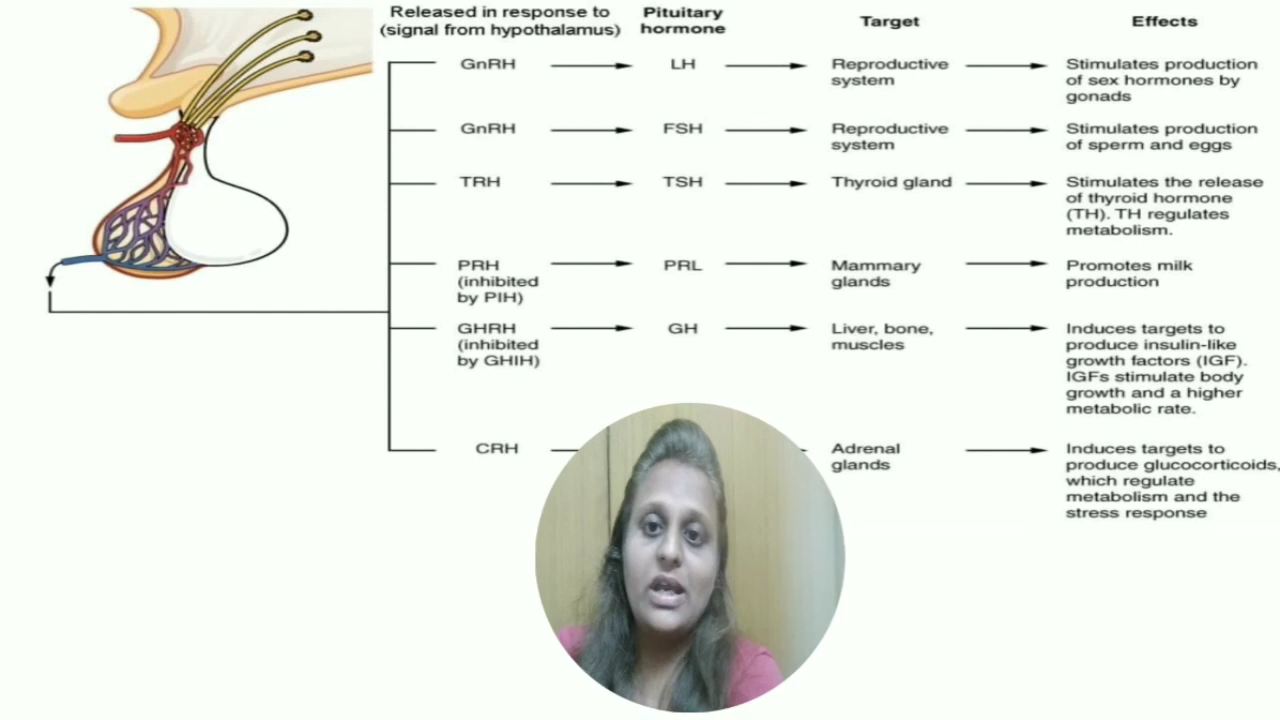 Released in response to
(signal from hypothalamus)
Pituitary
hormone
Target
Effects
GnRH
LH
Reproductive
system
Stimulates production
of sex hormones by
gonads
GnRH
FSH
Reproductive
system
Stimulates production
of sperm and eggs
TRH
TSH
Thyroid gland
Stimulates the release
of thyroid hormone
(TH). TH regulates
metabolism.
PRH
(inhibited
by PIH)
PRL
Mammary
glands
Promotes milk
production
GHRH
(inhibited
by GHIH)
GH
Liver, bone,
muscles
Induces targets to
produce insulin-like
growth factors (IGF).
IGFs stimulate body
growth and a higher
metabolic rate.
CRH
Adrenal
glands
Induces targets to
produce glucocorticoids,
which regulate
metabolism and the
stress response